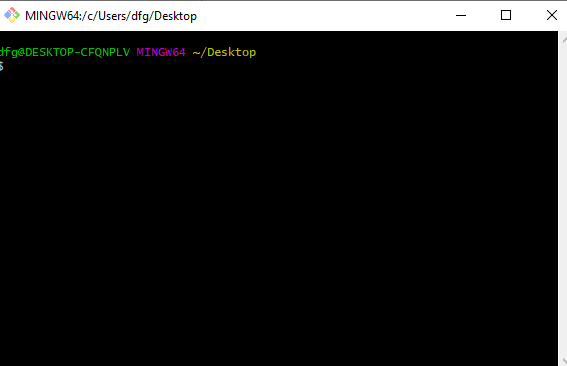 MINGW64:/c/Users/dfg/Desktop
dfg@DESKTOP-CFQNPLV MINGW64 ~/Desktop
$